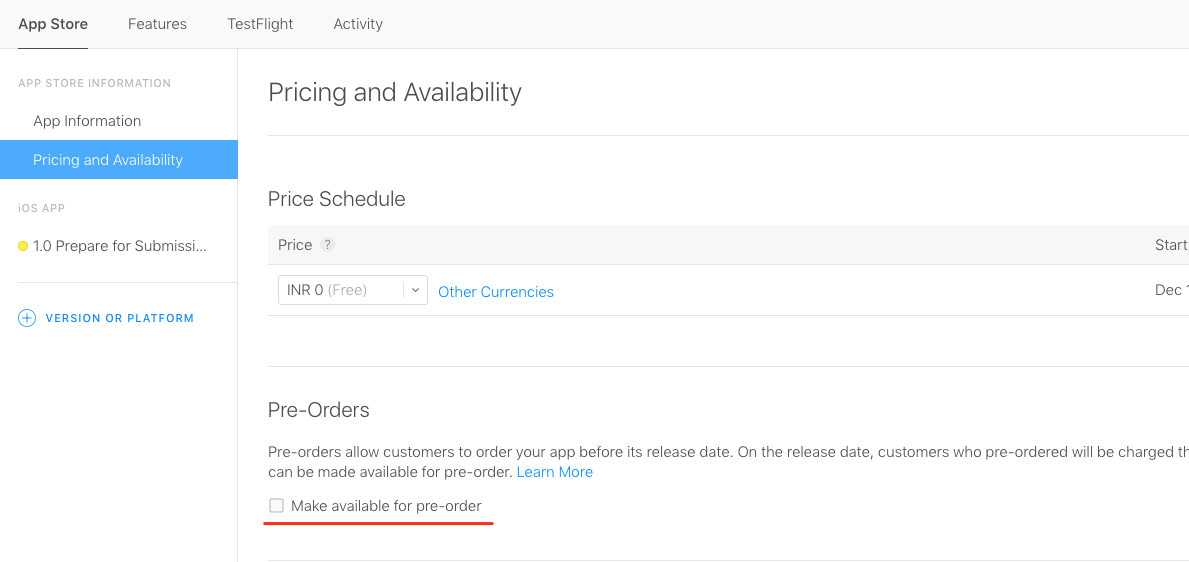 App Store Features TestFlight Activity
APP STORE INFORMATION
App Information
Pricing and Availability
iOS APP
1.0 Prepare for Submissi...
VERSION OR PLATFORM
Pricing and Availability
Price Schedule
Price ? Start
INR 0 (Free) Other Currencies Dec
Pre-Orders
Pre-orders allow customers to order your app before its release date. On the release date, customers who pre-ordered will be charged
can be made available for pre-order. Learn More
Make available for pre-order